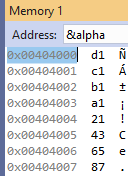 Memory 1
Address: &alpha
0x00404000 d1 Ñ
0x00404001 c1 Á
0x00404002 b1 ±
0x00404003 a1 ¡
0x00404004 21 !
0x00404005 43 C
0x00404006 65 e
0x00404007 87 .